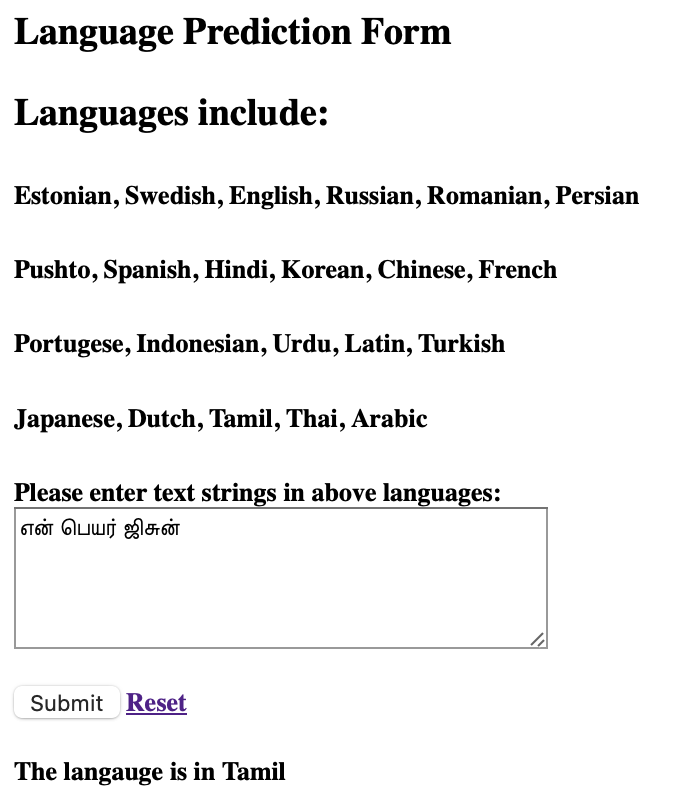 Language Prediction Form
Languages include:
Estonian, Swedish, English, Russian, Romanian, Persian
Pushto, Spanish, Hindi, Korean, Chinese, French
Portugese, Indonesian, Urdu, Latin, Turkish
Japanese, Dutch, Tamil, Thai, Arabic
Please enter text strings in above languages:
என் பெயர் ஜிசுன்
Submit Reset
The langauge is in Tamil